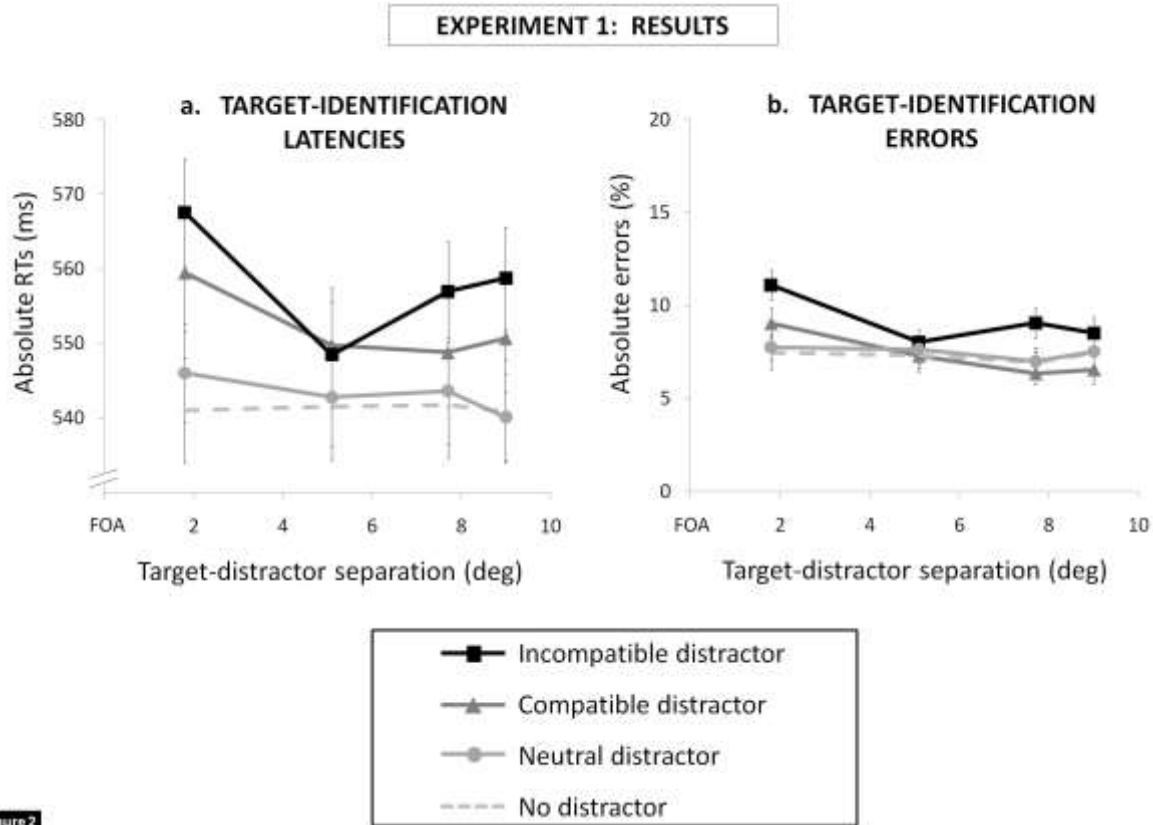 EXPERIMENT 1: RESULTS
a. TARGET-IDENTIFICATION
LATENCIES
580
570
560
550
540
Absolute RTs (ms)
FOA 2 4 6 8 10
Target-distractor separation (deg)
b. TARGET-IDENTIFICATION
ERRORS
20
15
10
5
0
Absolute errors (%)
FOA 2 4 6 8 10
Target-distractor separation (deg)
Incompatible distractor
Compatible distractor
Neutral distractor
No distractor